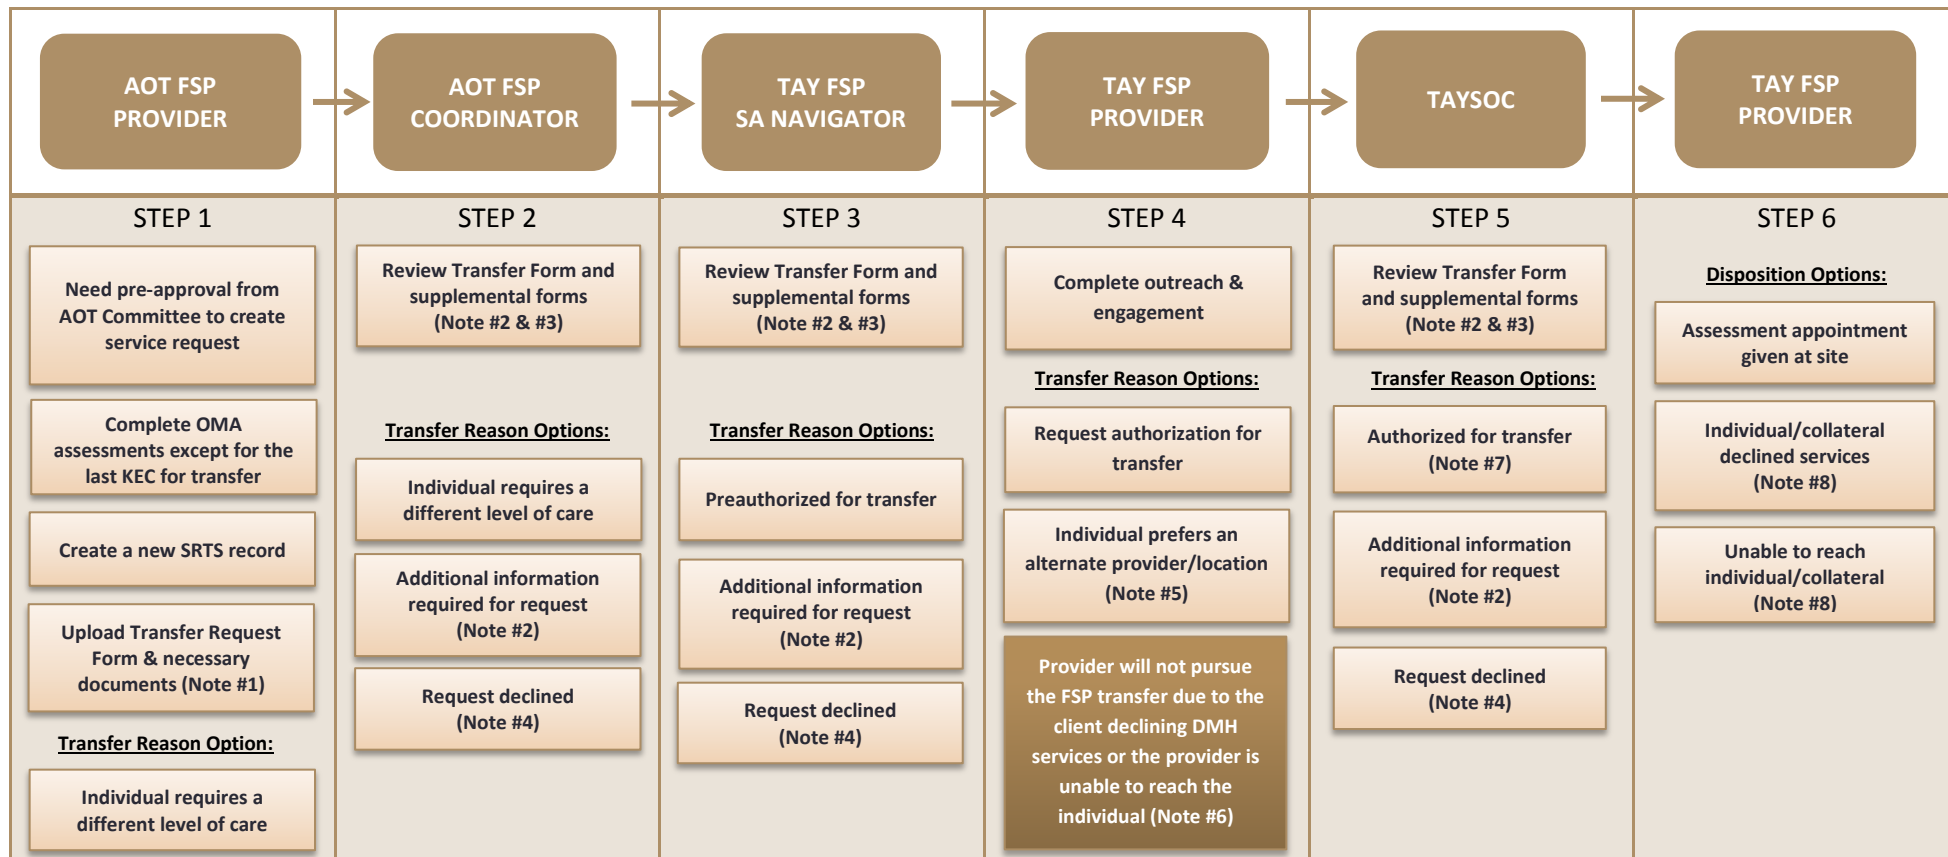 AOT FSP
PROVIDER
AOT FSP
COORDINATOR
TAY FSP
SA NAVIGATOR
TAY FSP
PROVIDER
TAYSOC
TAY FSP
PROVIDER
STEP 1
Need pre-approval from
AOT Committee to create
service request
Complete OMA
assessments except for the
last KEC for transfer
Create a new SRTS record
Upload Transfer Request
Form & necessary
documents (Note #1)
Transfer Reason Option:
Individual requires a
different level of care
STEP 2
Review Transfer Form and
supplemental forms
(Note #2 & #3)
Transfer Reason Options:
Individual requires a
different level of care
Additional information
required for request
(Note #2)
Request declined
(Note #4)
STEP 3
Review Transfer Form and
supplemental forms
(Note #2 & #3)
Transfer Reason Options:
Preauthorized for transfer
Additional information
required for request
(Note #2)
Request declined
(Note #4)
STEP 4
Complete outreach &
engagement
Transfer Reason Options:
Request authorization for
transfer
Individual prefers an
alternate provider/location
(Note #5)
Provider will not pursue
the FSP transfer due to the
client declining DMH
services or the provider is
unable to reach the
individual (Note #6)
STEP 5
Review Transfer Form
and supplemental forms
(Note #2 & #3)
Transfer Reason Options:
Authorized for transfer
(Note #7)
Additional information
required for request
(Note #2)
Request declined
(Note #4)
STEP 6
Disposition Options:
Assessment appointment
given at site
Individual/collateral
declined services
(Note #8)
Unable to reach
individual/collateral
(Note #8)